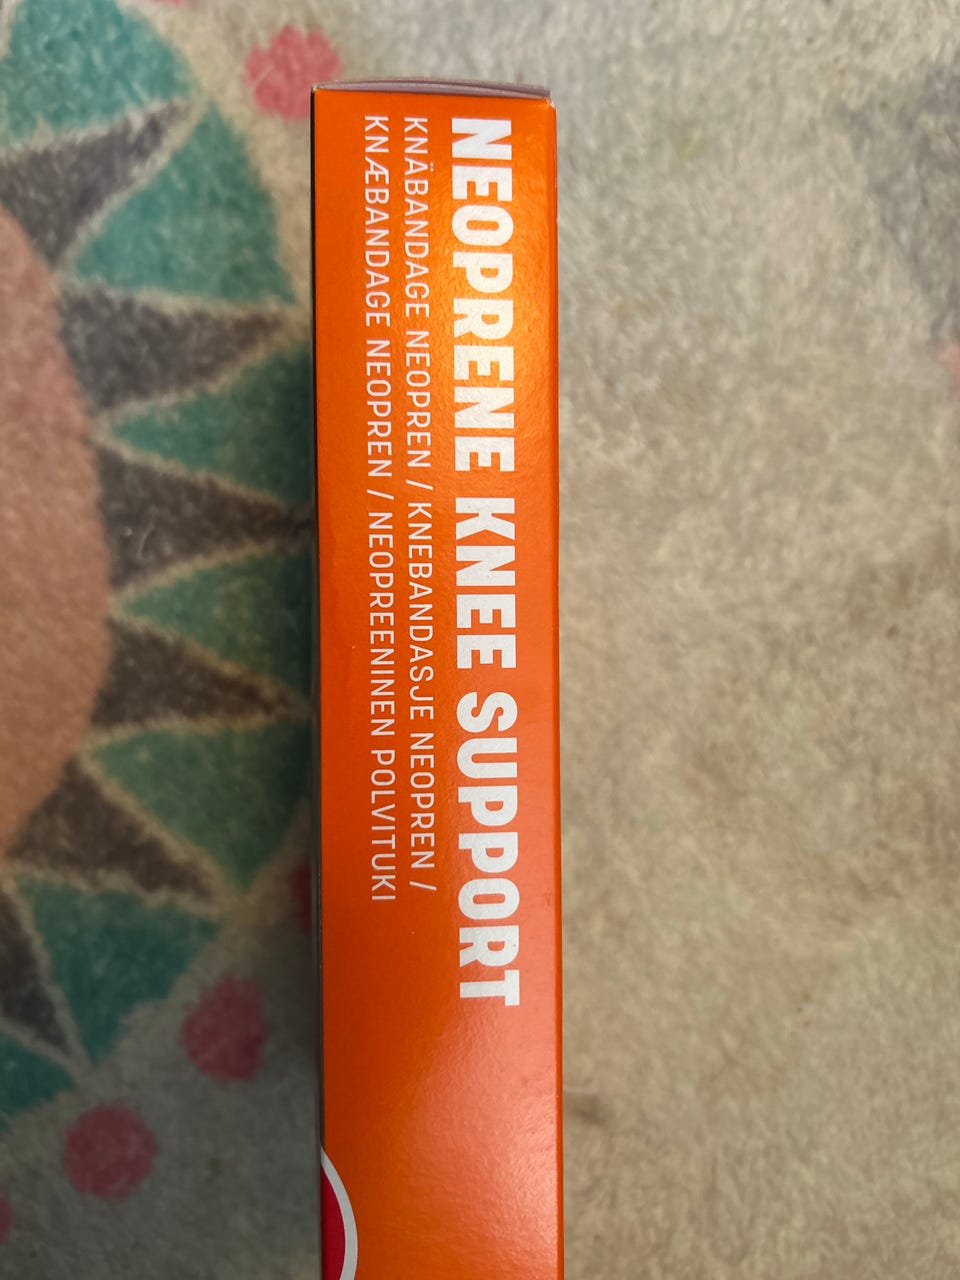 NEOPRENE KNEE SUPPORT
KNÄBANDAGE NEOPREN / KNEBANDASJE NEOPREN /
KNÆBANDAGE NEOPREN / NEOPREENINEN POLVITUKI